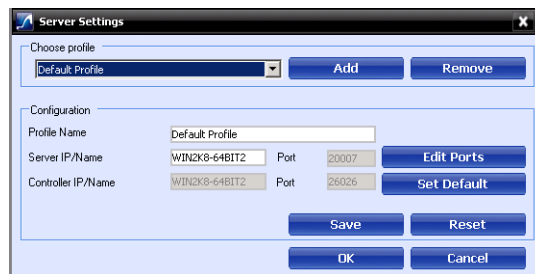 Server Settings
Choose profile
Default Profile Add Remove
Configuration
Profile Name Default Profile
Server IP/Name WIN2K8-64BIT2 Port 20007 Edit Ports
Controller IP/Name WIN2K8-64BIT2 Port 26026 Set Default
Save Reset
OK Cancel